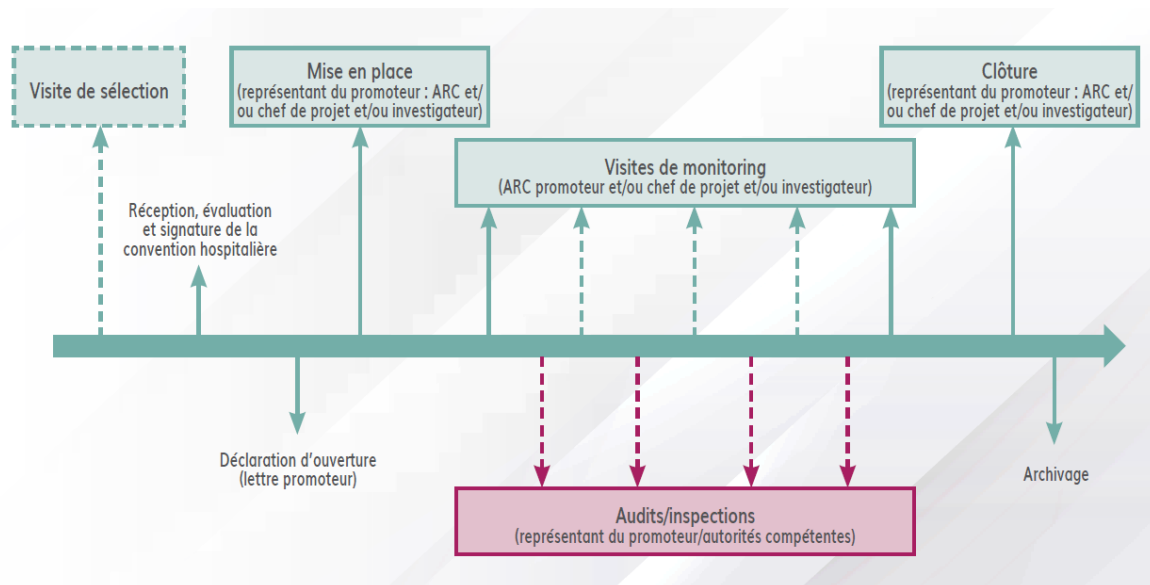 Visite de sélection
Mise en place
(représentant du promoteur : ARC et/
ou chef de projet et/ou investigateur)
Clôture
(représentant du promoteur : ARC et/
ou chef de projet et/ou investigateur)
Visites de monitoring
(ARC promoteur et/ou chef de projet et/ou investigateur)
Réception, évaluation
et signature de la
convention hospitalière
Déclaration d’ouverture
(lettre promoteur)
Archivage
Audits/inspections
(représentant du promoteur/autorités compétentes)